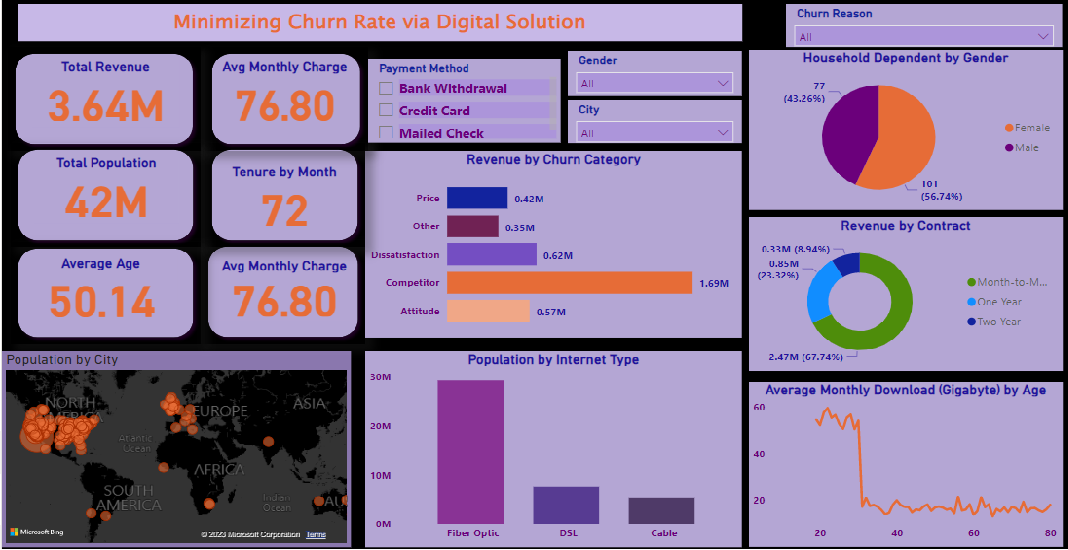 Minimizing Churn Rate via Digital Solution
Churn Reason
All
Total Revenue
3.64M
Avg Monthly Charge
76.80
Payment Method
Bank Withdrawal
Credit Card
Mailed Check
Gender
All
City
All
Household Dependent by Gender
77
(43.26%)
101
(56.74%)
Female
Male
Total Population
42M
Tenure by Month
72
Average Age
50.14
Avg Monthly Charge
76.80
Revenue by Churn Category
Price
0.42M
Other
0.35M
Dissatisfaction
0.62M
Competitor
1.69M
Attitude
0.57M
Revenue by Contract
0.33M (8.94%)
0.85M
(23.32%)
2.47M (67.74%)
Month-to-M...
One Year
Two Year
Population by City
NORTH
AMERICA
EUROPE
ASIA
Atlantic
Ocean
AFRICA
SOUTH
AMERICA
Indian
Ocean
AU
Microsoft Bing
© 2023 Microsoft Corporation Terms
Population by Internet Type
30M
20M
10M
0M
Fiber Optic
DSL
Cable
Average Monthly Download (Gigabyte) by Age
60
40
20
20
40
60
80